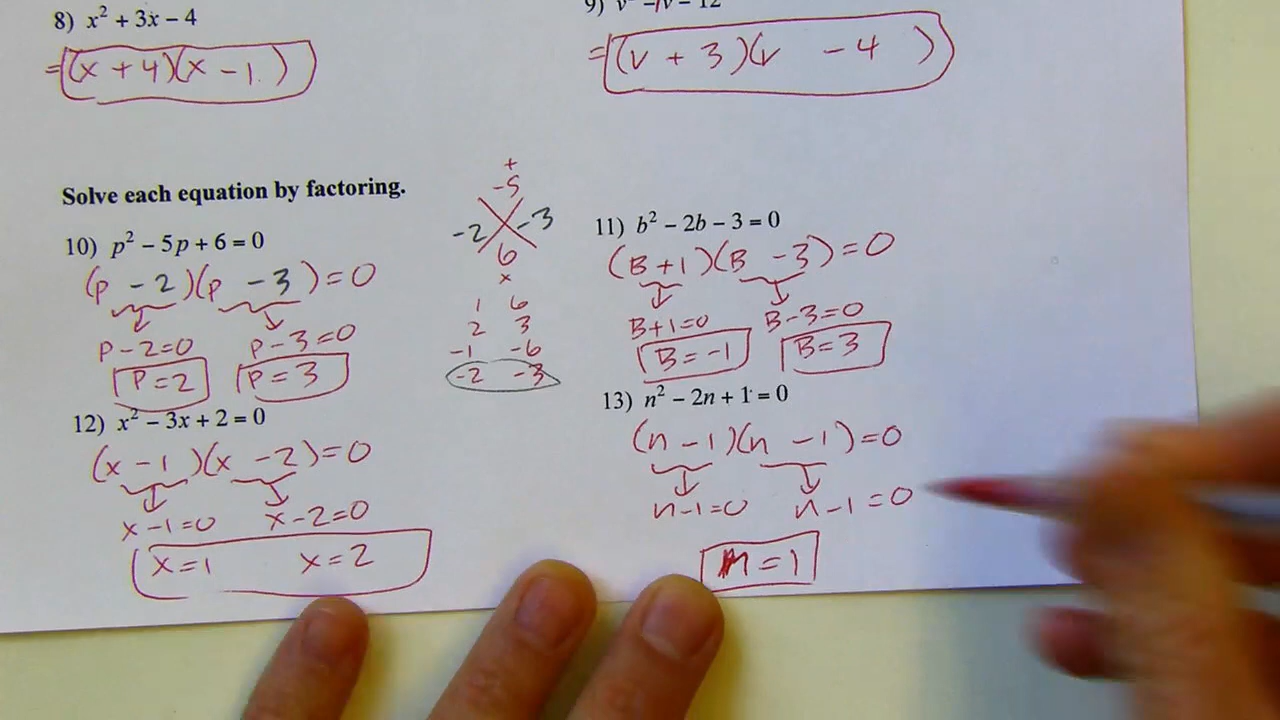 8) x² + 3x − 4
=(x + 4)(x − 1)
9) v² − 1v − 12
=(v + 3)(v − 4)
Solve each equation by factoring.
10) p² − 5p + 6 = 0
(p − 2)(p − 3) = 0
p − 2 = 0 p − 3 = 0
p = 2 p = 3
+
-5
-2 -3
6
x
1 6
2 3
-1 -6
-2 -3
11) b² − 2b − 3 = 0
(B + 1)(B − 3) = 0
B + 1 = 0 B − 3 = 0
B = -1 B = 3
12) x² − 3x + 2 = 0
(x − 1)(x − 2) = 0
x − 1 = 0 x − 2 = 0
x = 1 x = 2
13) n² − 2n + 1 = 0
(n − 1)(n − 1) = 0
n − 1 = 0 n − 1 = 0
n = 1